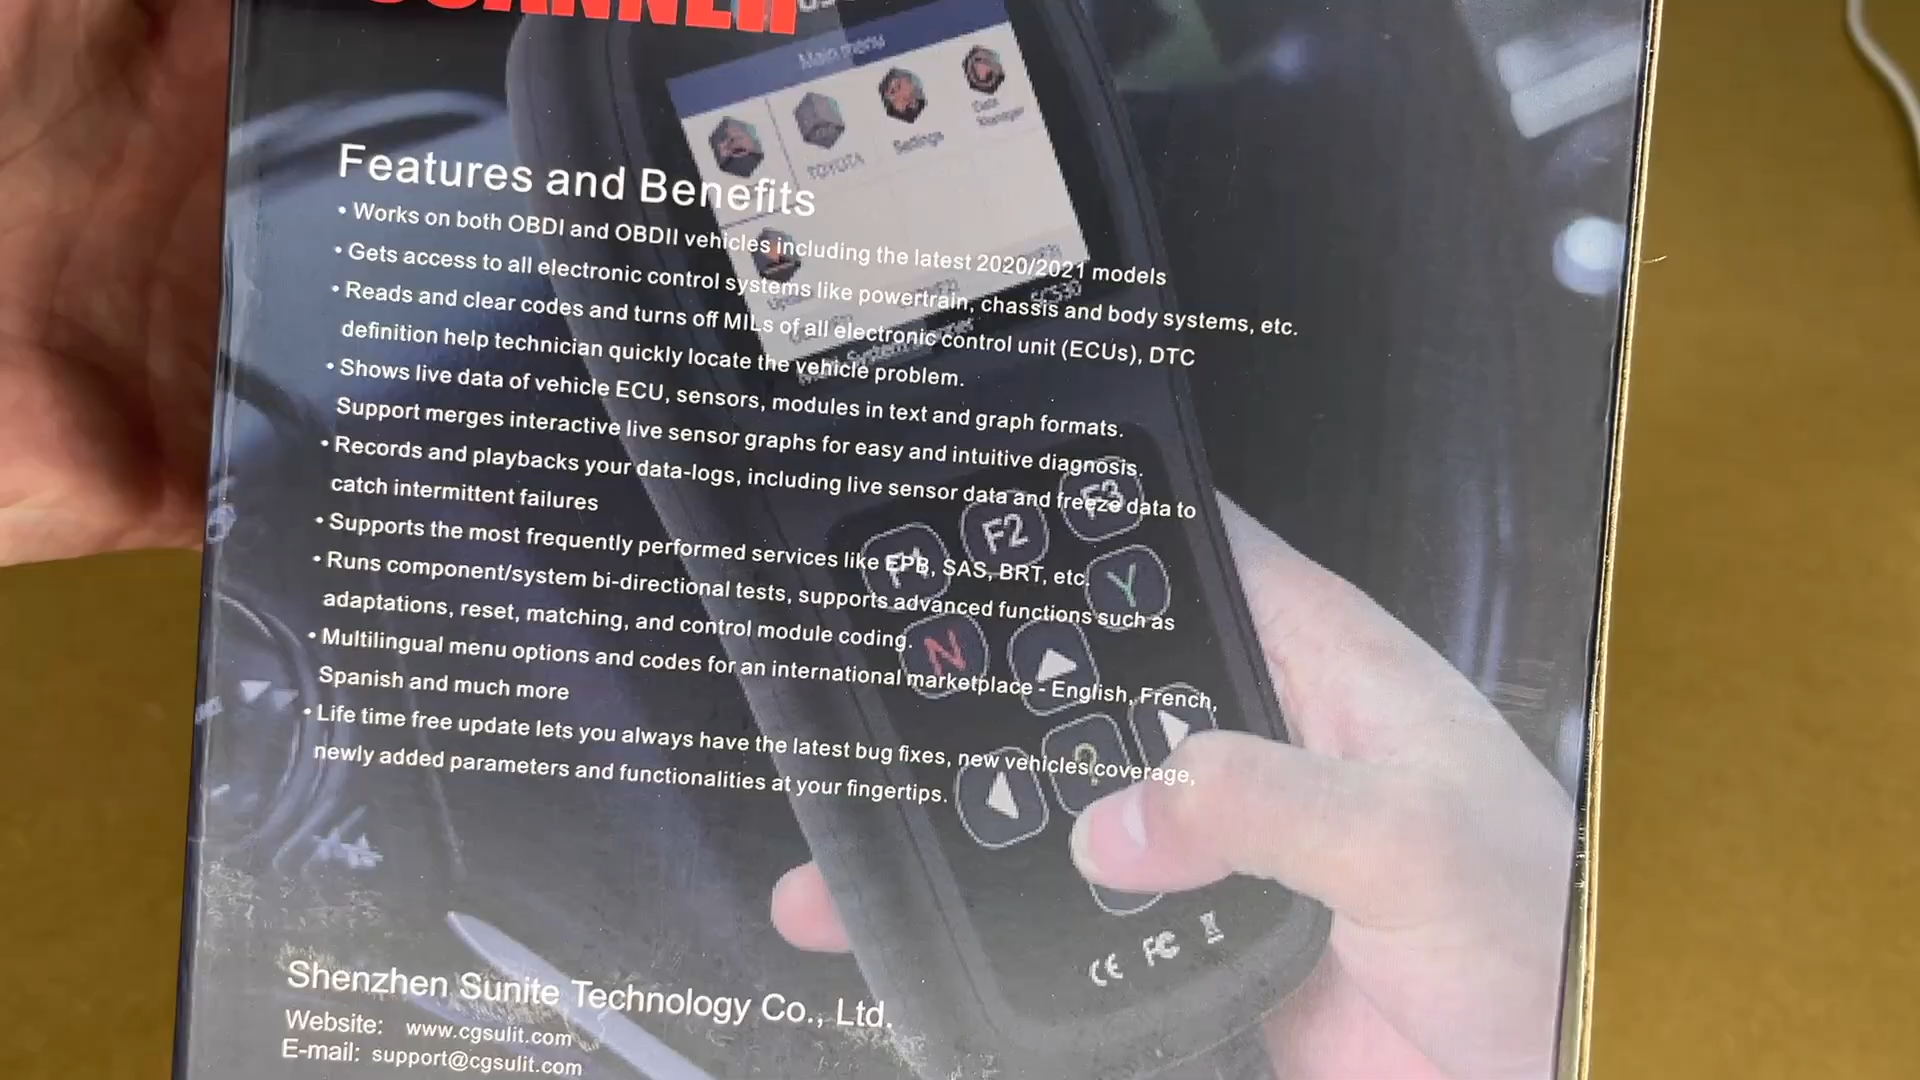 SCANNER
Main menu
TOYOTA
Settings
Data
Manager
Features and Benefits
• Works on both OBDI and OBDII vehicles including the latest 2020/2021 models
• Gets access to all electronic control systems like powertrain, chassis and body systems, etc.
• Reads and clear codes and turns off MILs of all electronic control unit (ECUs), DTC
definition help technician quickly locate the vehicle problem.
• Shows live data of vehicle ECU, sensors, modules in text and graph formats.
Support merges interactive live sensor graphs for easy and intuitive diagnosis.
• Records and playbacks your data-logs, including live sensor data and freeze data to
catch intermittent failures
• Supports the most frequently performed services like EPB, SAS, BRT, etc.
• Runs component/system bi-directional tests, supports advanced functions such as
adaptations, reset, matching, and control module coding.
• Multilingual menu options and codes for an international marketplace - English, French,
Spanish and much more
• Life time free update lets you always have the latest bug fixes, new vehicles coverage,
newly added parameters and functionalities at your fingertips.
SC530
F1 F2 F3
N Y
?
CE FC
Shenzhen Sunite Technology Co., Ltd.
Website: www.cgsulit.com
E-mail: support@cgsulit.com